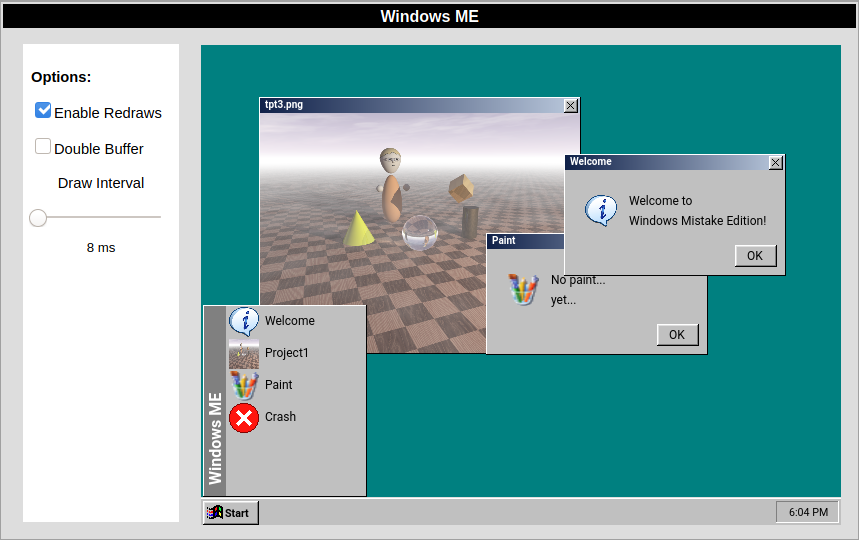 Windows ME
Options:
Enable Redraws
Double Buffer
Draw Interval
8 ms
tpt3.png
Welcome
Welcome to
Windows Mistake Edition!
OK
Paint
No paint...
yet...
OK
Welcome
Project1
Paint
Crash
Windows ME
Start
6:04 PM